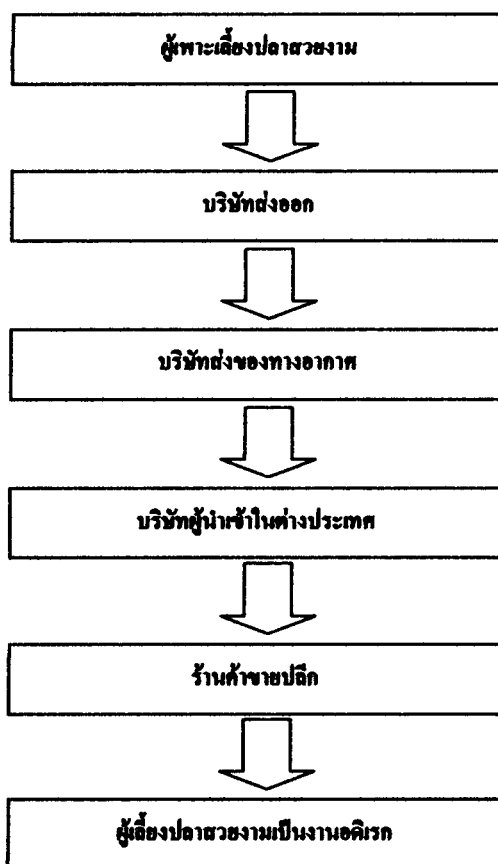 ผู้เพาะเลี้ยงปลาสวยงาม
บริษัทส่งออก
บริษัทส่งของทางอากาศ
บริษัทผู้นำเข้าในต่างประเทศ
ร้านค้าขายปลีก
ผู้เลี้ยงปลาสวยงามเป็นงานอดิเรก